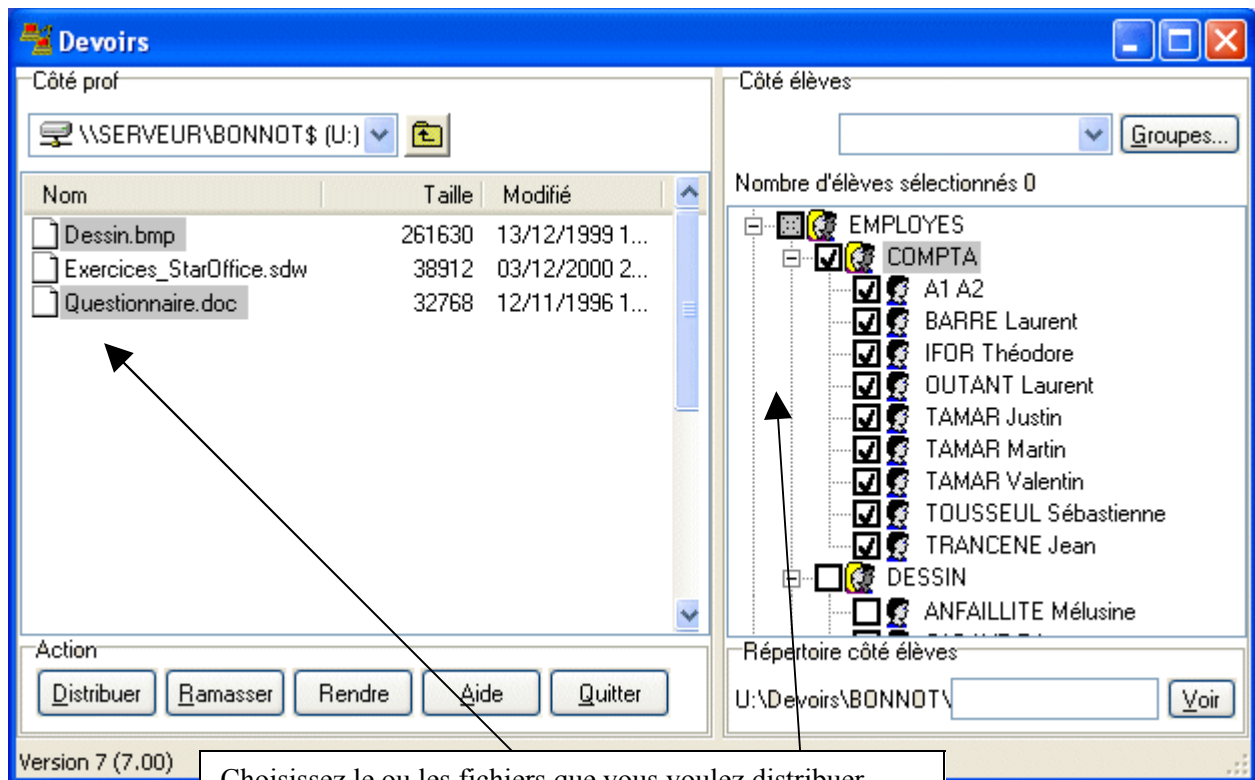 Devoirs
Côté prof
\\SERVEUR\BONNOT$ (U:)
Nom Taille Modifié
Dessin.bmp 261630 13/12/1999 1...
Exercices_StarOffice.sdw 38912 03/12/2000 2...
Questionnaire.doc 32768 12/11/1996 1...
Action
Distribuer Ramasser Rendre Aide Quitter
Version 7 (7.00)
Côté élèves
Groupes...
Nombre d'élèves sélectionnés 0
EMPLOYES
COMPTA
A1 A2
BARRE Laurent
IFOR Théodore
OUTANT Laurent
TAMAR Justin
TAMAR Martin
TAMAR Valentin
TOUSSEUL Sébastienne
TRANCENE Jean
DESSIN
ANFAILLITE Mélusine
Répertoire côté élèves
U:\Devoirs\BONNOT\ Voir
Choisissez le ou les fichiers que vous voulez distribuer